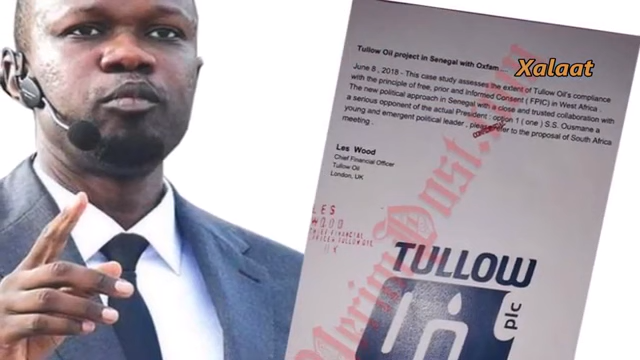 Tullow Oil project in Senegal with Oxfam
Xalaat
June 8 , 2018 - This case study assesses the extent of Tullow Oil's compliance
with the principle of free, prior and informed Consent ( FPIC ) in West Africa
The new political approach in Senegal with a close and trusted collaboration with
a serious opponent of the actual President : option 1 ( one ) S.S. Ousmane a
young and emergent political leader , please refer to the proposal of South Africa
meeting .
Les Wood
Chief Financial Officer
Tullow Oil
London, UK
LES
CHIEF FINANCIAL
UK
TULLOW
plc